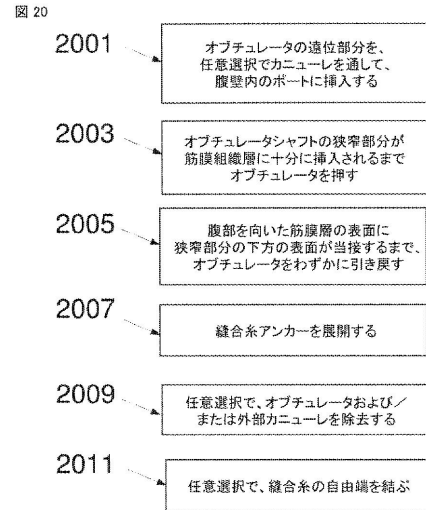 図 20
2001
オブチュレータの遠位部分を、
任意選択でカニューレを通して、
腹壁内のポートに挿入する
2003
オブチュレータシャフトの狭窄部分が
筋膜組織層に十分に挿入されるまで
オブチュレータを押す
2005
腹部を向いた筋膜層の表面に
狭窄部分の下方の表面が当接するまで、
オブチュレータをわずかに引き戻す
2007
縫合糸アンカーを展開する
2009
任意選択で、オブチュレータおよび／
または外部カニューレを除去する
2011
任意選択で、縫合糸の自由端を結ぶ